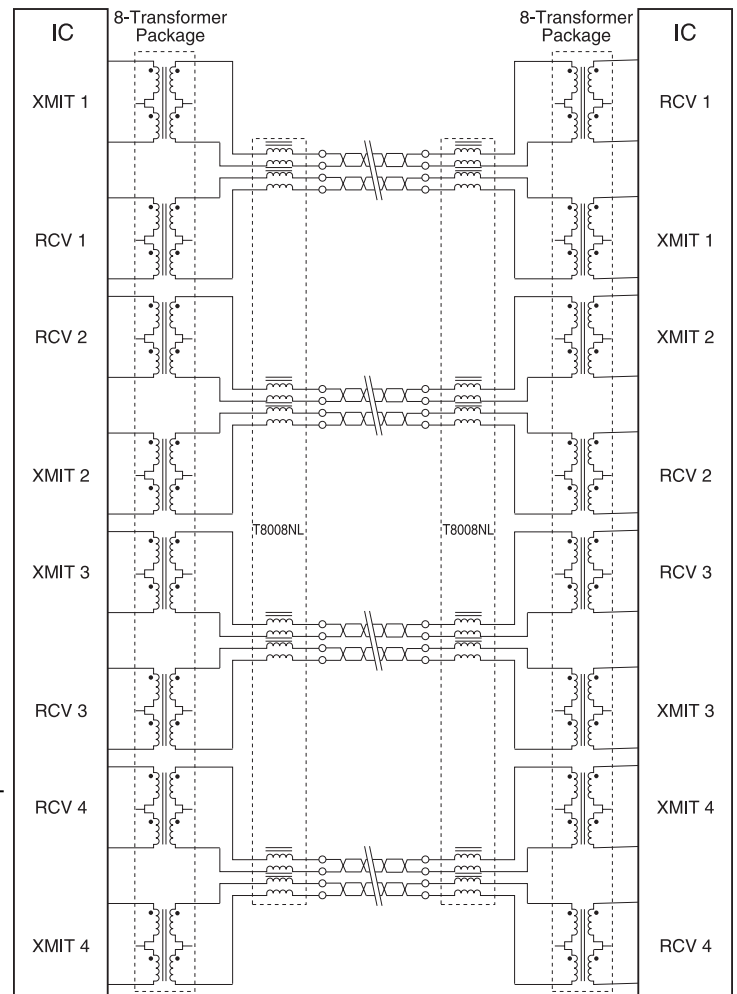 8-Transformer
Package
8-Transformer
Package
IC
IC
XMIT 1
RCV 1
RCV 1
XMIT 1
RCV 2
XMIT 2
XMIT 2
RCV 2
T8008NL
T8008NL
XMIT 3
RCV 3
RCV 3
XMIT 3
RCV 4
XMIT 4
XMIT 4
RCV 4